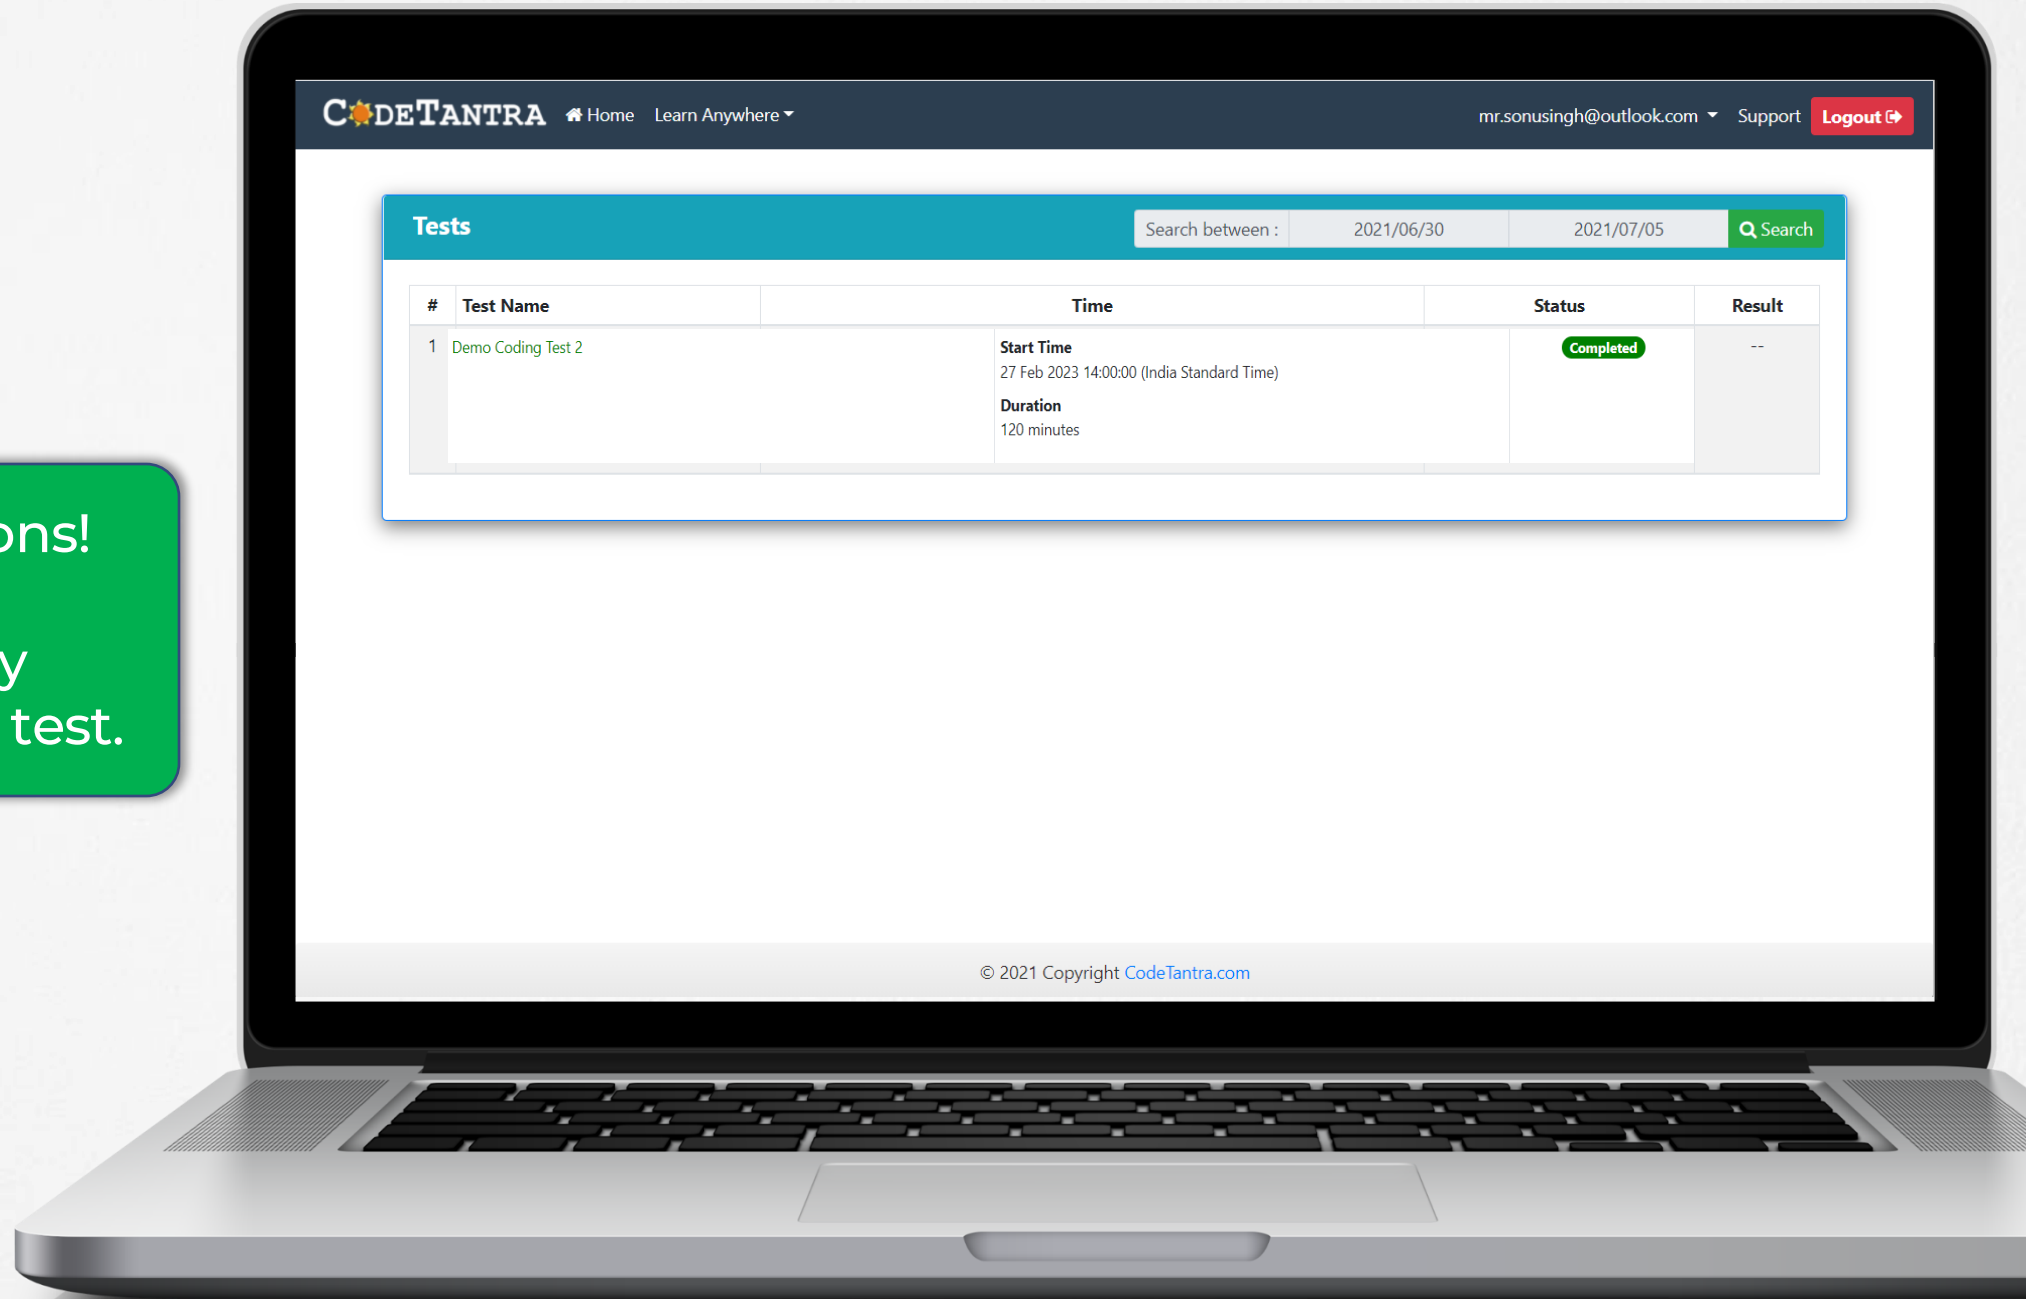 CODETANTRA Home Learn Anywhere mr.sonusingh@outlook.com Support Logout
Tests Search between : 2021/06/30 2021/07/05 Search
# Test Name Time Status Result
1 Demo Coding Test 2 Start Time Completed --
27 Feb 2023 14:00:00 (India Standard Time)
Duration
120 minutes
ons!
y
test.
© 2021 Copyright CodeTantra.com